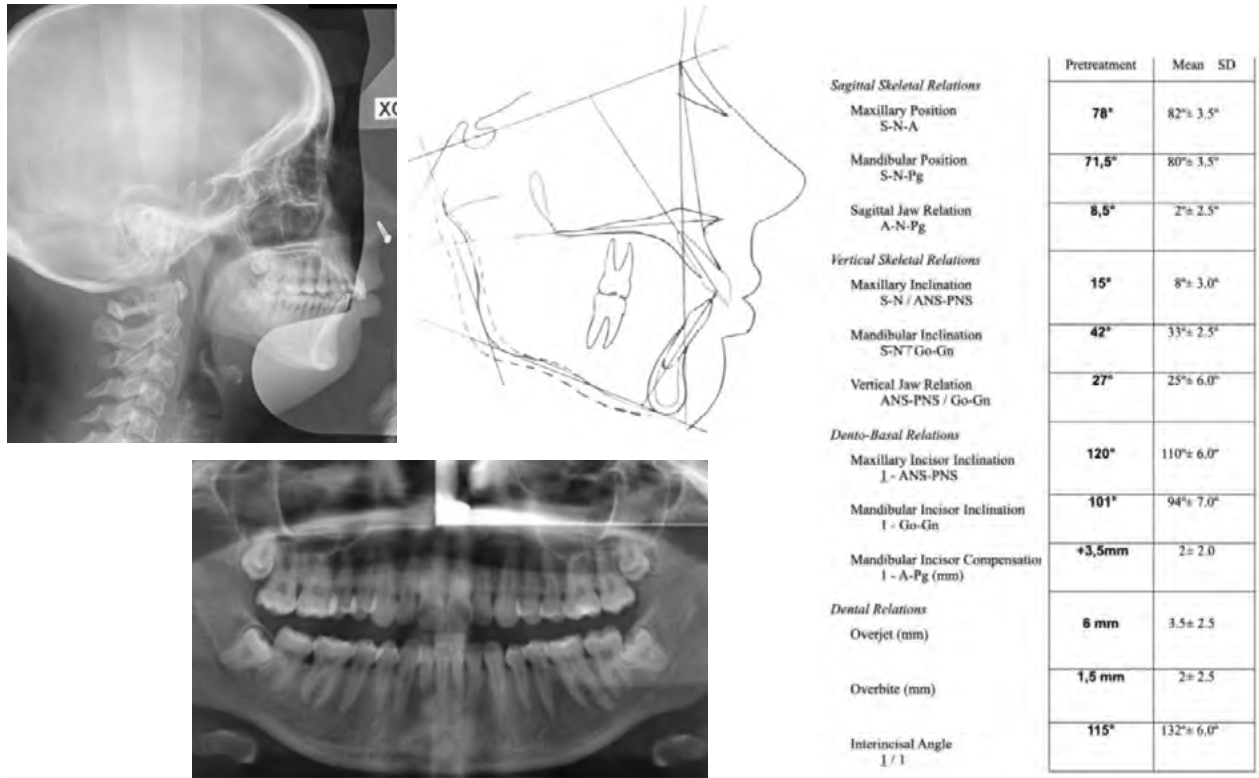 XC
Pretreatment Mean SD
Sagittal Skeletal Relations
Maxillary Position 78° 82°± 3.5°
S-N-A
Mandibular Position 71,5° 80°± 3.5°
S-N-Pg
Sagittal Jaw Relation 8,5° 2°± 2.5°
A-N-Pg
Vertical Skeletal Relations
Maxillary Inclination 15° 8°± 3.0°
S-N / ANS-PNS
Mandibular Inclination 42° 33°± 2.5°
S-N / Go-Gn
Vertical Jaw Relation 27° 25°± 6.0°
ANS-PNS / Go-Gn
Dento-Basal Relations
Maxillary Incisor Inclination 120° 110°± 6.0°
1 - ANS-PNS
Mandibular Incisor Inclination 101° 94°± 7.0°
1 - Go-Gn
Mandibular Incisor Compensatio +3,5mm 2± 2.0
1 - A-Pg (mm)
Dental Relations
Overjet (mm) 6 mm 3.5± 2.5
Overbite (mm) 1,5 mm 2± 2.5
Interincisal Angle 115° 132°± 6.0°
1 / 1